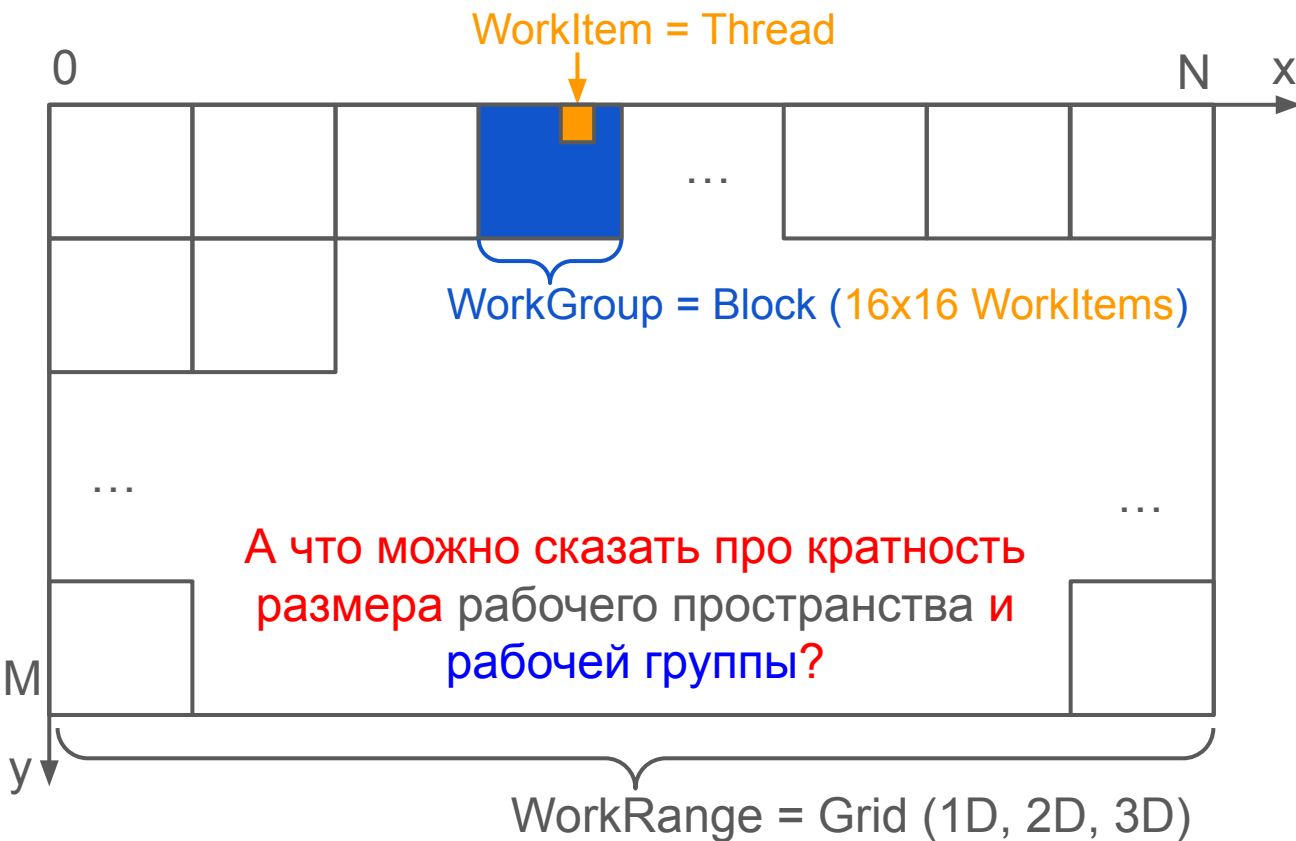 WorkItem = Thread
0
N
x
…
WorkGroup = Block (16x16 WorkItems)
…
…
А что можно сказать про кратность
размера рабочего пространства и
рабочей группы?
M
y
WorkRange = Grid (1D, 2D, 3D)